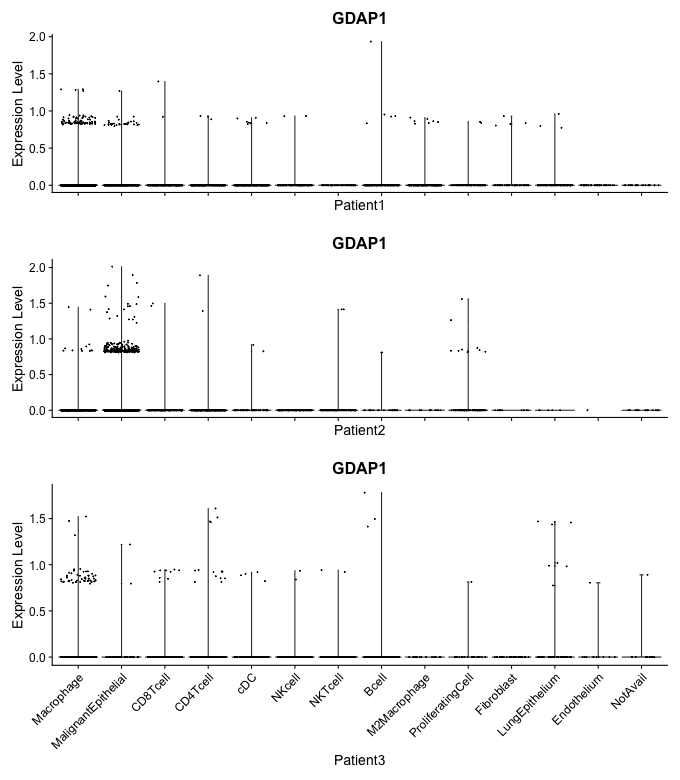 GDAP1
Expression Level
2.0
1.5
1.0
0.5
0.0
Patient1
GDAP1
Expression Level
2.0
1.5
1.0
0.5
0.0
Patient2
GDAP1
Expression Level
1.5
1.0
0.5
0.0
Macrophage
MalignantEpithelial
CD8Tcell
CD4Tcell
cDC
NKcell
NKTcell
Bcell
M2Macrophage
ProliferatingCell
Fibroblast
LungEpithelium
Endothelium
NotAvail
Patient3